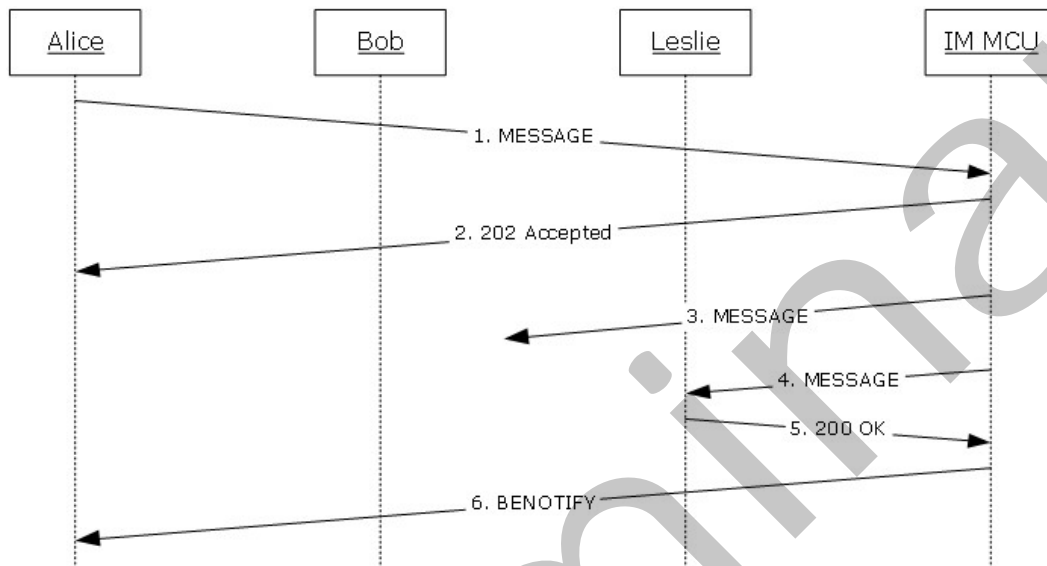 Alice
Bob
Leslie
IM MCU
1. MESSAGE
2. 202 Accepted
3. MESSAGE
4. MESSAGE
5. 200 OK
6. BENOTIFY